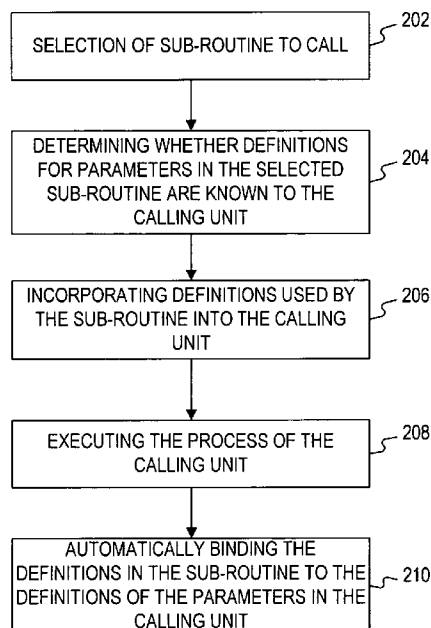 SELECTION OF SUB-ROUTINE TO CALL
202
DETERMINING WHETHER DEFINITIONS
FOR PARAMETERS IN THE SELECTED
SUB-ROUTINE ARE KNOWN TO THE
CALLING UNIT
204
INCORPORATING DEFINITIONS USED BY
THE SUB-ROUTINE INTO THE CALLING
UNIT
206
EXECUTING THE PROCESS OF THE
CALLING UNIT
208
AUTOMATICALLY BINDING THE
DEFINITIONS IN THE SUB-ROUTINE TO THE
DEFINITIONS OF THE PARAMETERS IN THE
CALLING UNIT
210